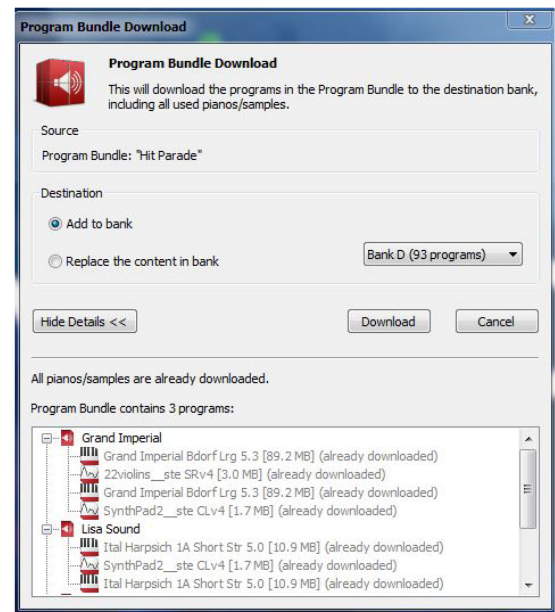 Program Bundle Download
Program Bundle Download
This will download the programs in the Program Bundle to the destination bank,
including all used pianos/samples.
Source
Program Bundle: "Hit Parade"
Destination
Add to bank
Replace the content in bank
Bank D (93 programs)
Hide Details <<
Download
Cancel
All pianos/samples are already downloaded.
Program Bundle contains 3 programs:
Grand Imperial
Grand Imperial Bdorf Lrg 5.3 [89.2 MB] (already downloaded)
22violins__ste SRv4 [3.0 MB] (already downloaded)
Grand Imperial Bdorf Lrg 5.3 [89.2 MB] (already downloaded)
SynthPad2__ste CLv4 [1.7 MB] (already downloaded)
Lisa Sound
Ital Harpsich 1A Short Str 5.0 [10.9 MB] (already downloaded)
SynthPad2__ste CLv4 [1.7 MB] (already downloaded)
Ital Harpsich 1A Short Str 5.0 [10.9 MB] (already downloaded)